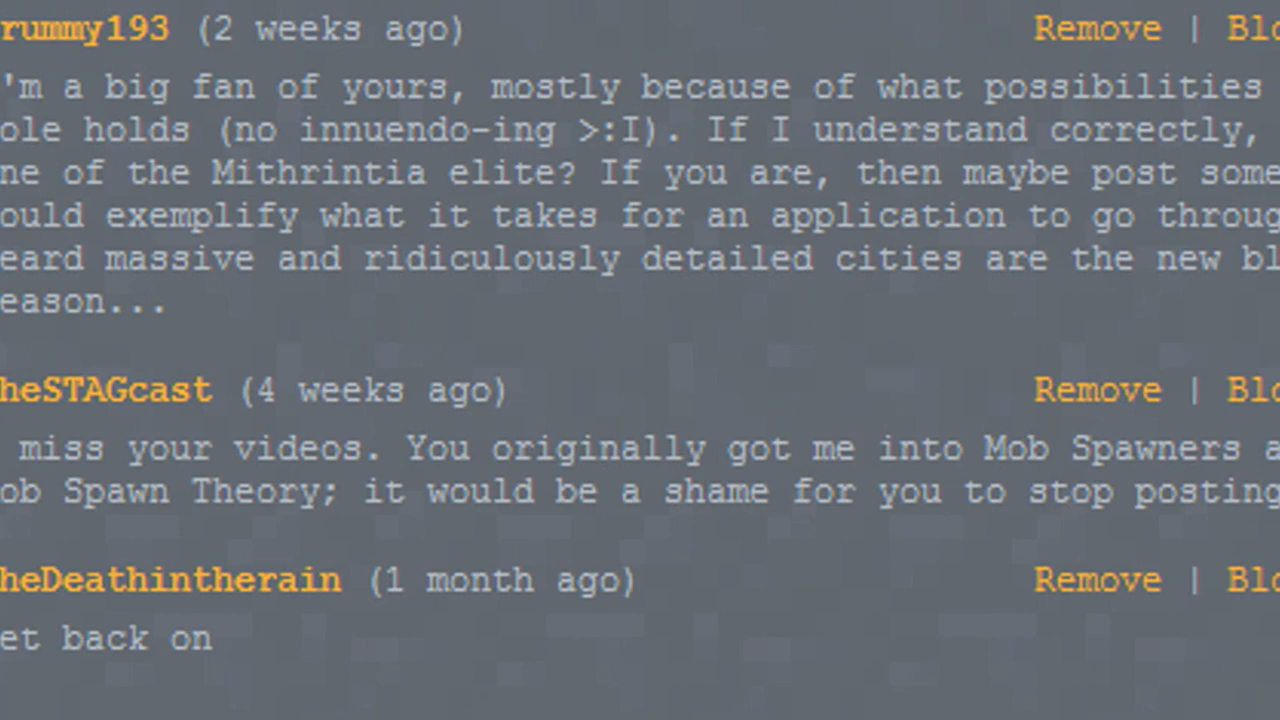 rummy193 (2 weeks ago) Remove | Blo
'm a big fan of yours, mostly because of what possibilities
ole holds (no innuendo-ing >:I). If I understand correctly,
ne of the Mithrintia elite? If you are, then maybe post some
ould exemplify what it takes for an application to go throug
eard massive and ridiculously detailed cities are the new bl
eason...
heSTAGcast (4 weeks ago) Remove | Blo
miss your videos. You originally got me into Mob Spawners a
ob Spawn Theory; it would be a shame for you to stop posting
heDeathintherain (1 month ago) Remove | Blo
et back on